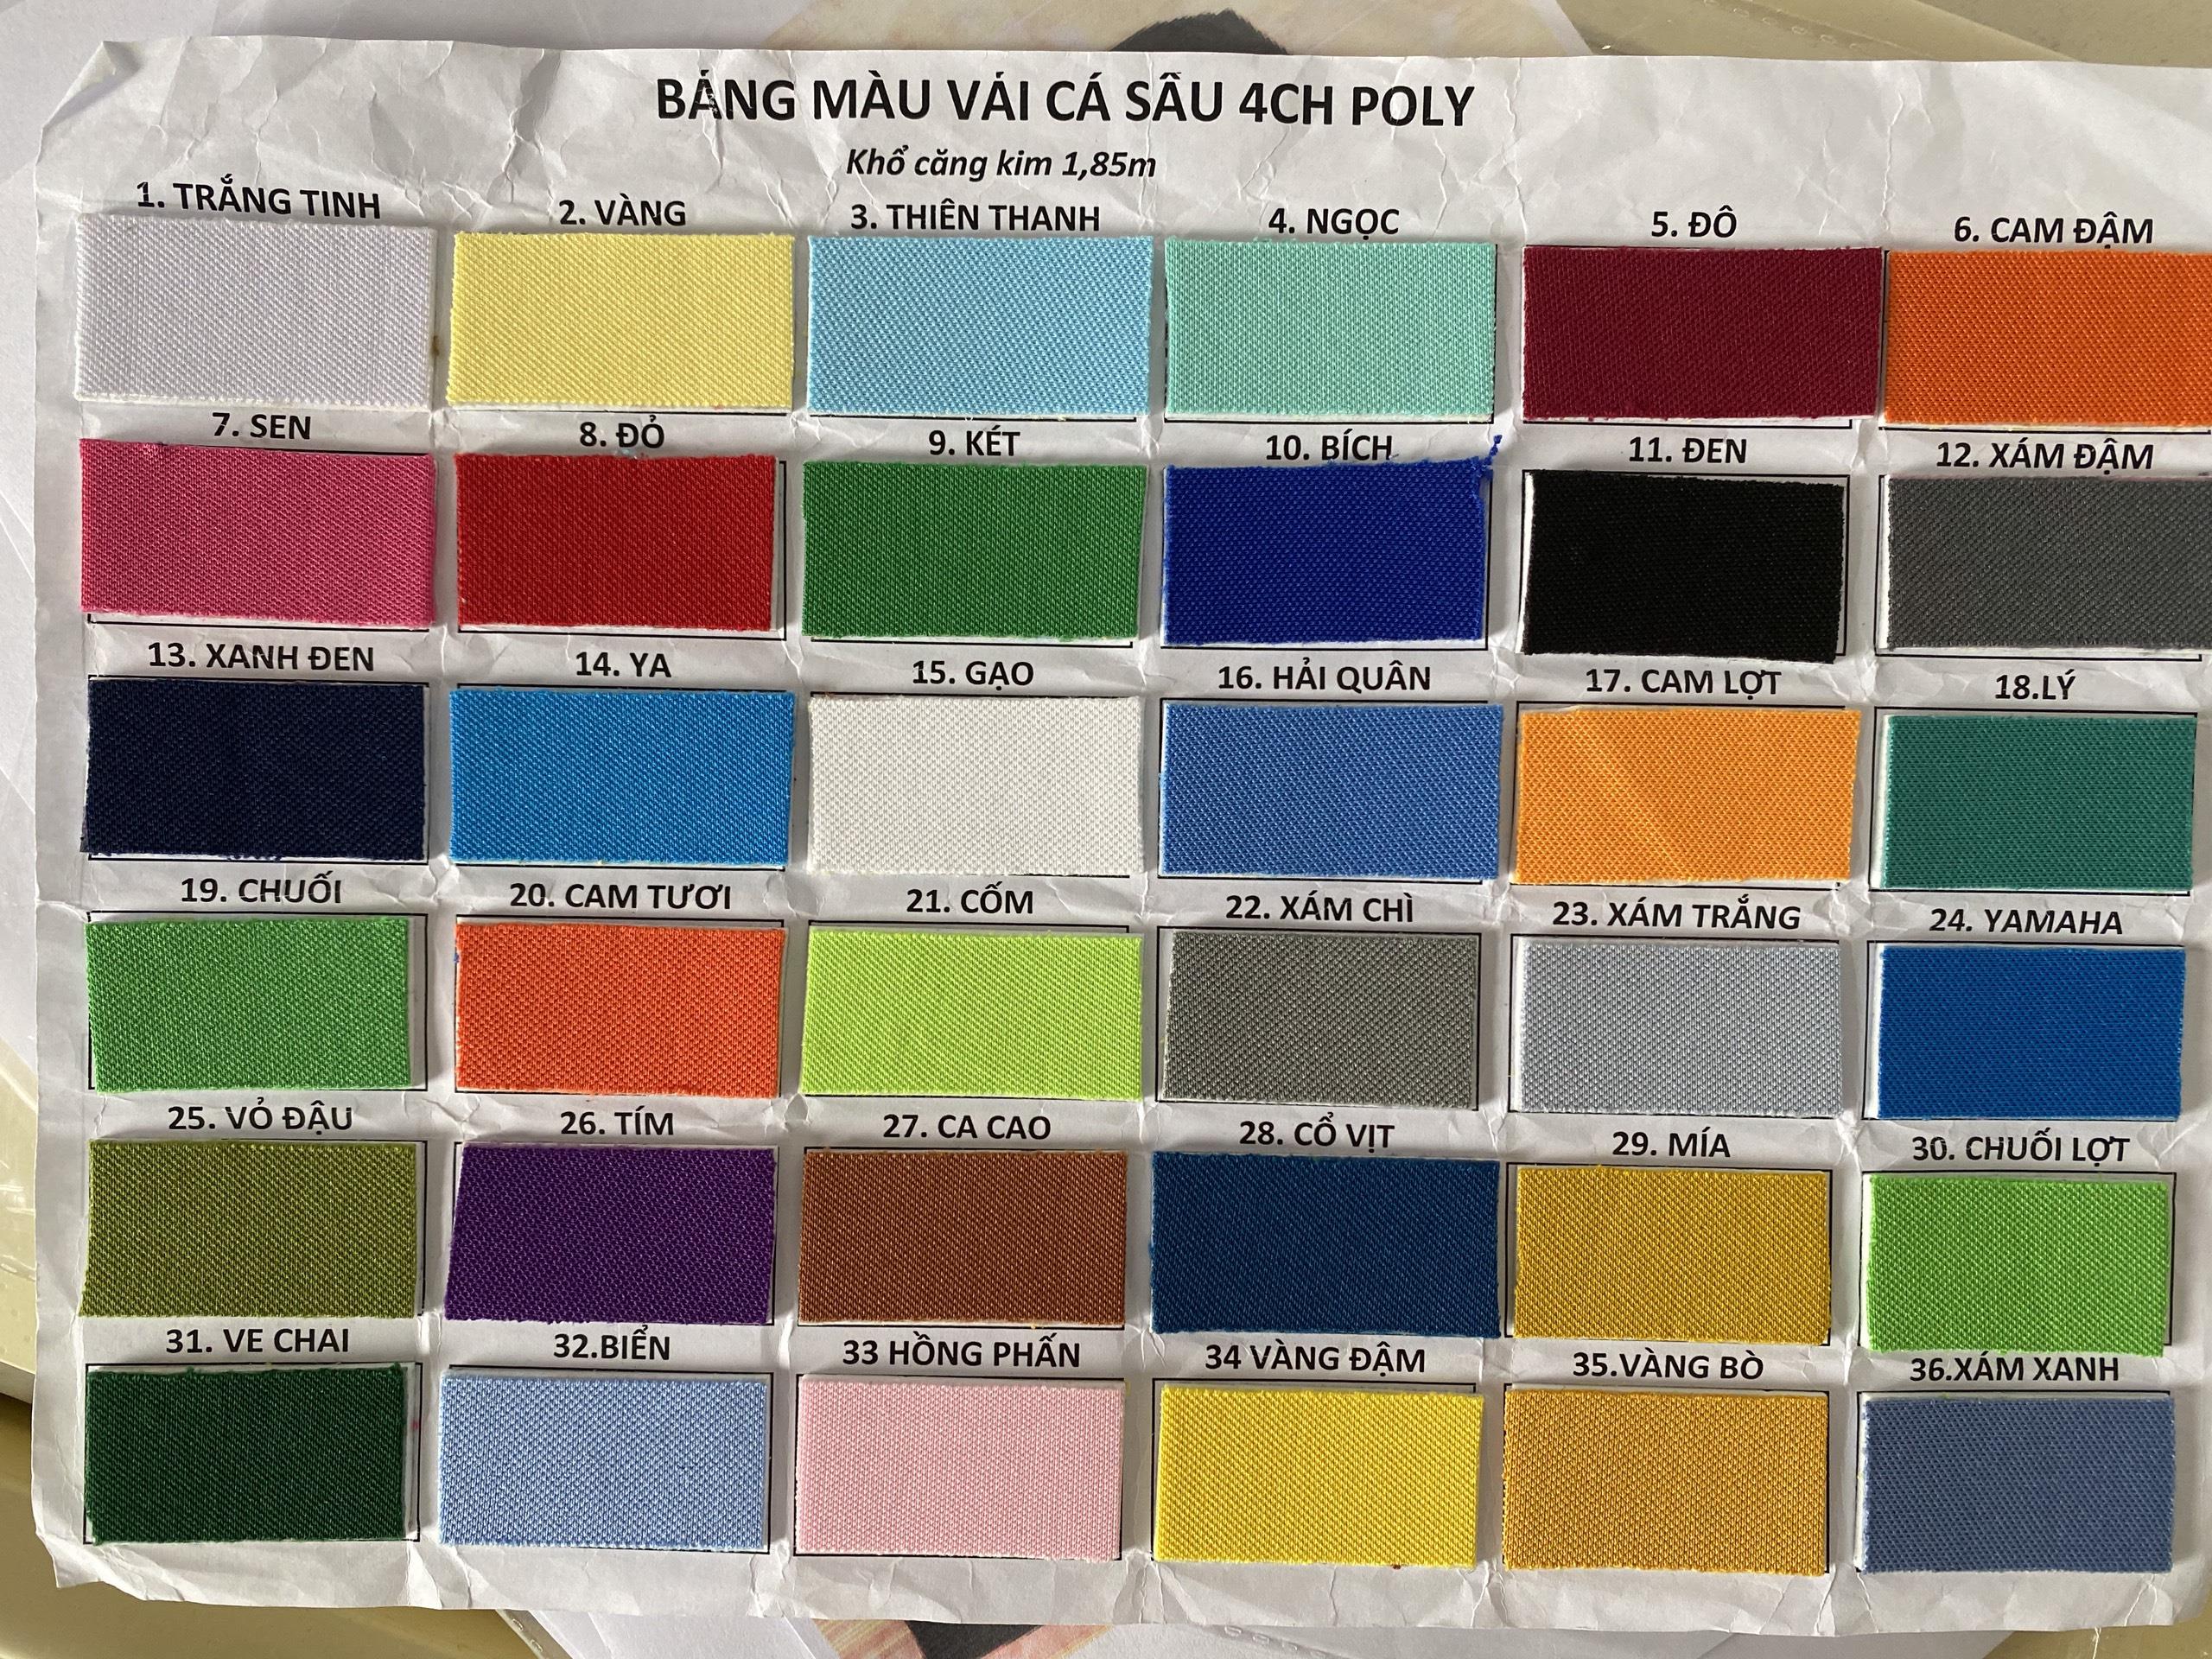 BẢNG MÀU VẢI CÁ SẤU 4CH POLY
Khổ căng kim 1,85m
1. TRẮNG TINH
2. VÀNG
3. THIÊN THANH
4. NGỌC
5. ĐÔ
6. CAM ĐẬM
7. SEN
8. ĐỎ
9. KÉT
10. BÍCH
11. ĐEN
12. XÁM ĐẬM
13. XANH ĐEN
14. YA
15. GẠO
16. HẢI QUÂN
17. CAM LỢT
18.LÝ
19. CHUỐI
20. CAM TƯƠI
21. CỐM
22. XÁM CHÌ
23. XÁM TRẮNG
24. YAMAHA
25. VỎ ĐẬU
26. TÍM
27. CA CAO
28. CỔ VỊT
29. MÍA
30. CHUỐI LỢT
31. VE CHAI
32.BIỂN
33 HỒNG PHẤN
34 VÀNG ĐẬM
35.VÀNG BÒ
36.XÁM XANH